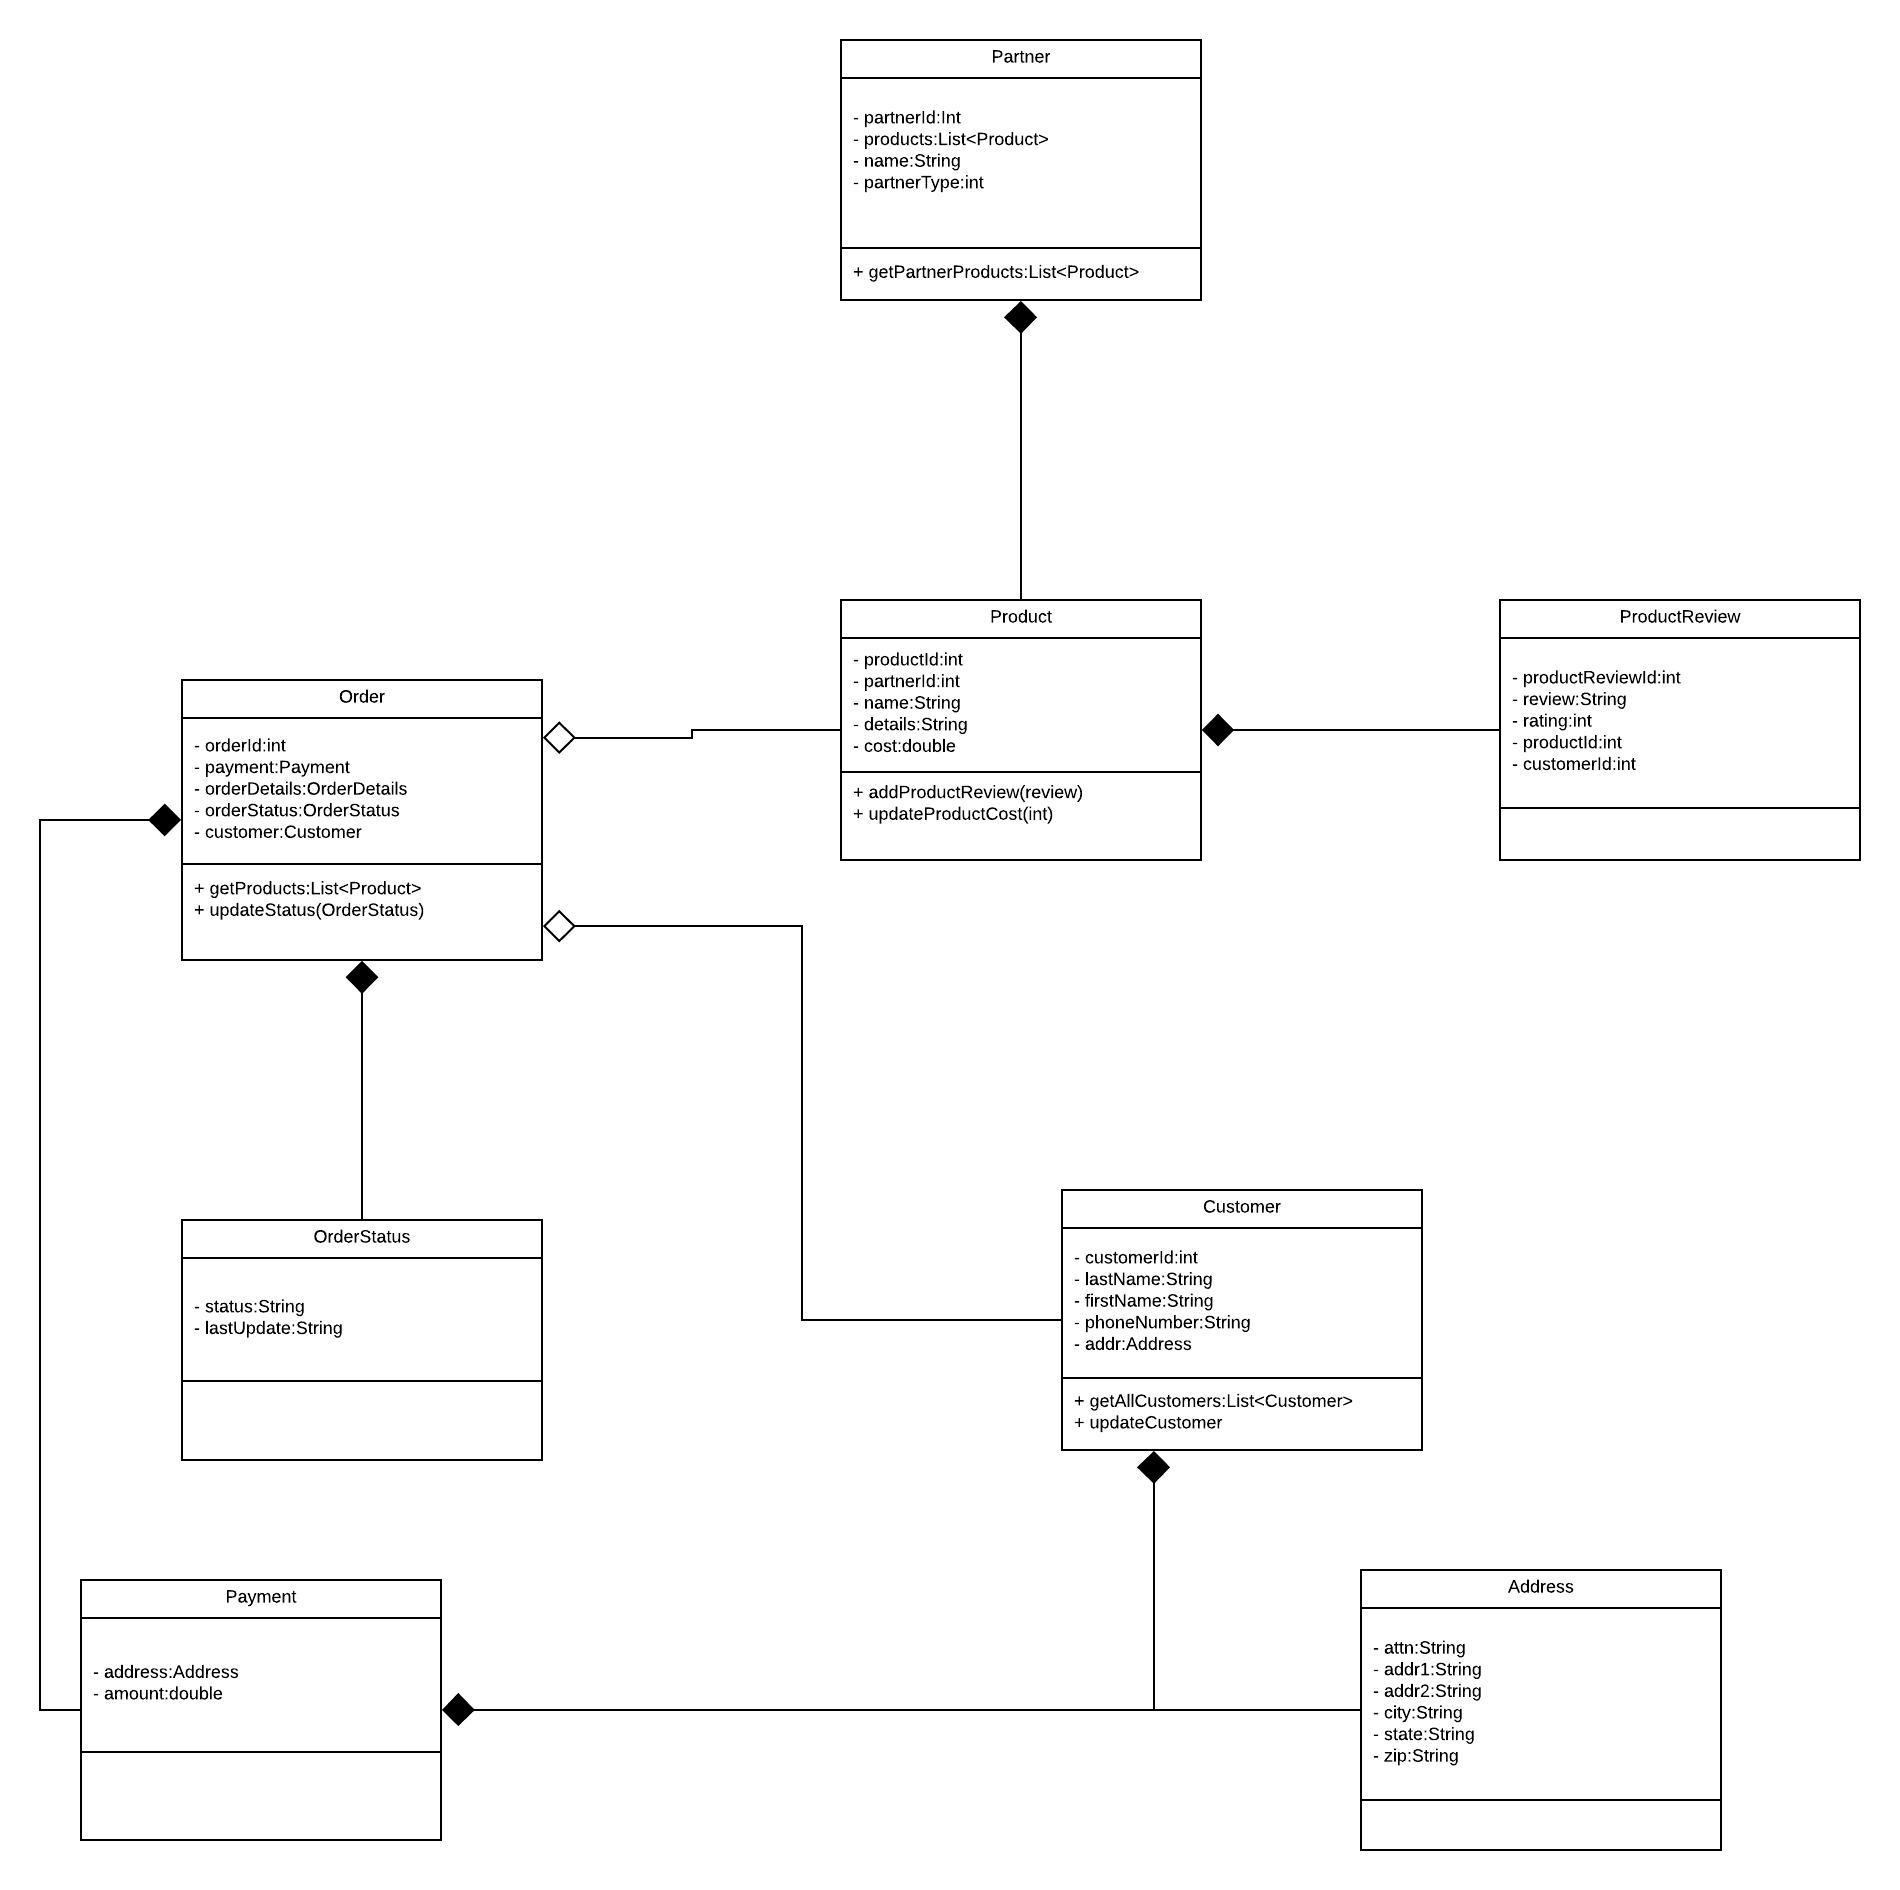 Partner
- partnerId:Int
- products:List<Product>
- name:String
- partnerType:int
+ getPartnerProducts:List<Product>
Product
- productId:int
- partnerId:int
- name:String
- details:String
- cost:double
+ addProductReview(review)
+ updateProductCost(int)
ProductReview
- productReviewId:int
- review:String
- rating:int
- productId:int
- customerId:int
Order
- orderId:int
- payment:Payment
- orderDetails:OrderDetails
- orderStatus:OrderStatus
- customer:Customer
+ getProducts:List<Product>
+ updateStatus(OrderStatus)
OrderStatus
- status:String
- lastUpdate:String
Customer
- customerId:int
- lastName:String
- firstName:String
- phoneNumber:String
- addr:Address
+ getAllCustomers:List<Customer>
+ updateCustomer
Payment
- address:Address
- amount:double
Address
- attn:String
- addr1:String
- addr2:String
- city:String
- state:String
- zip:String